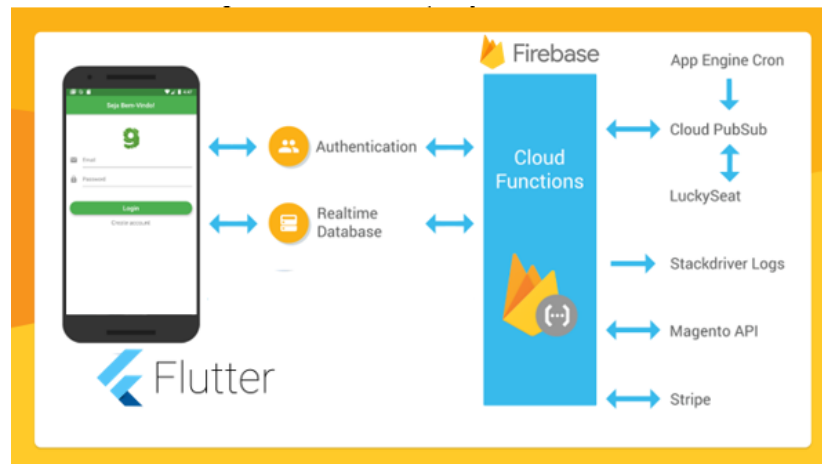 Seja Bem-Vindo!
g
Email
Password
Login
Create account
Flutter
Authentication
Realtime
Database
Firebase
Cloud
Functions
(···)
App Engine Cron
Cloud PubSub
LuckySeat
Stackdriver Logs
Magento API
Stripe